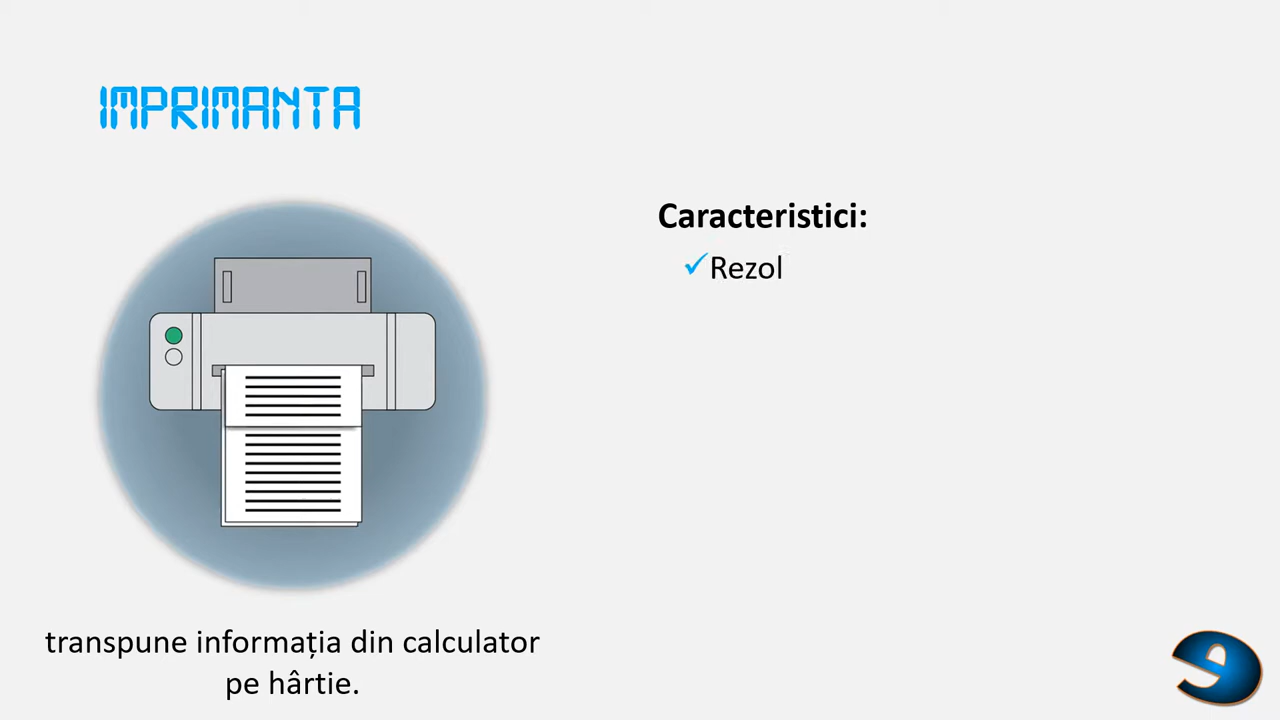 IMPRIMANTA
Caracteristici:
✓Rezol
transpune informația din calculator
pe hârtie.